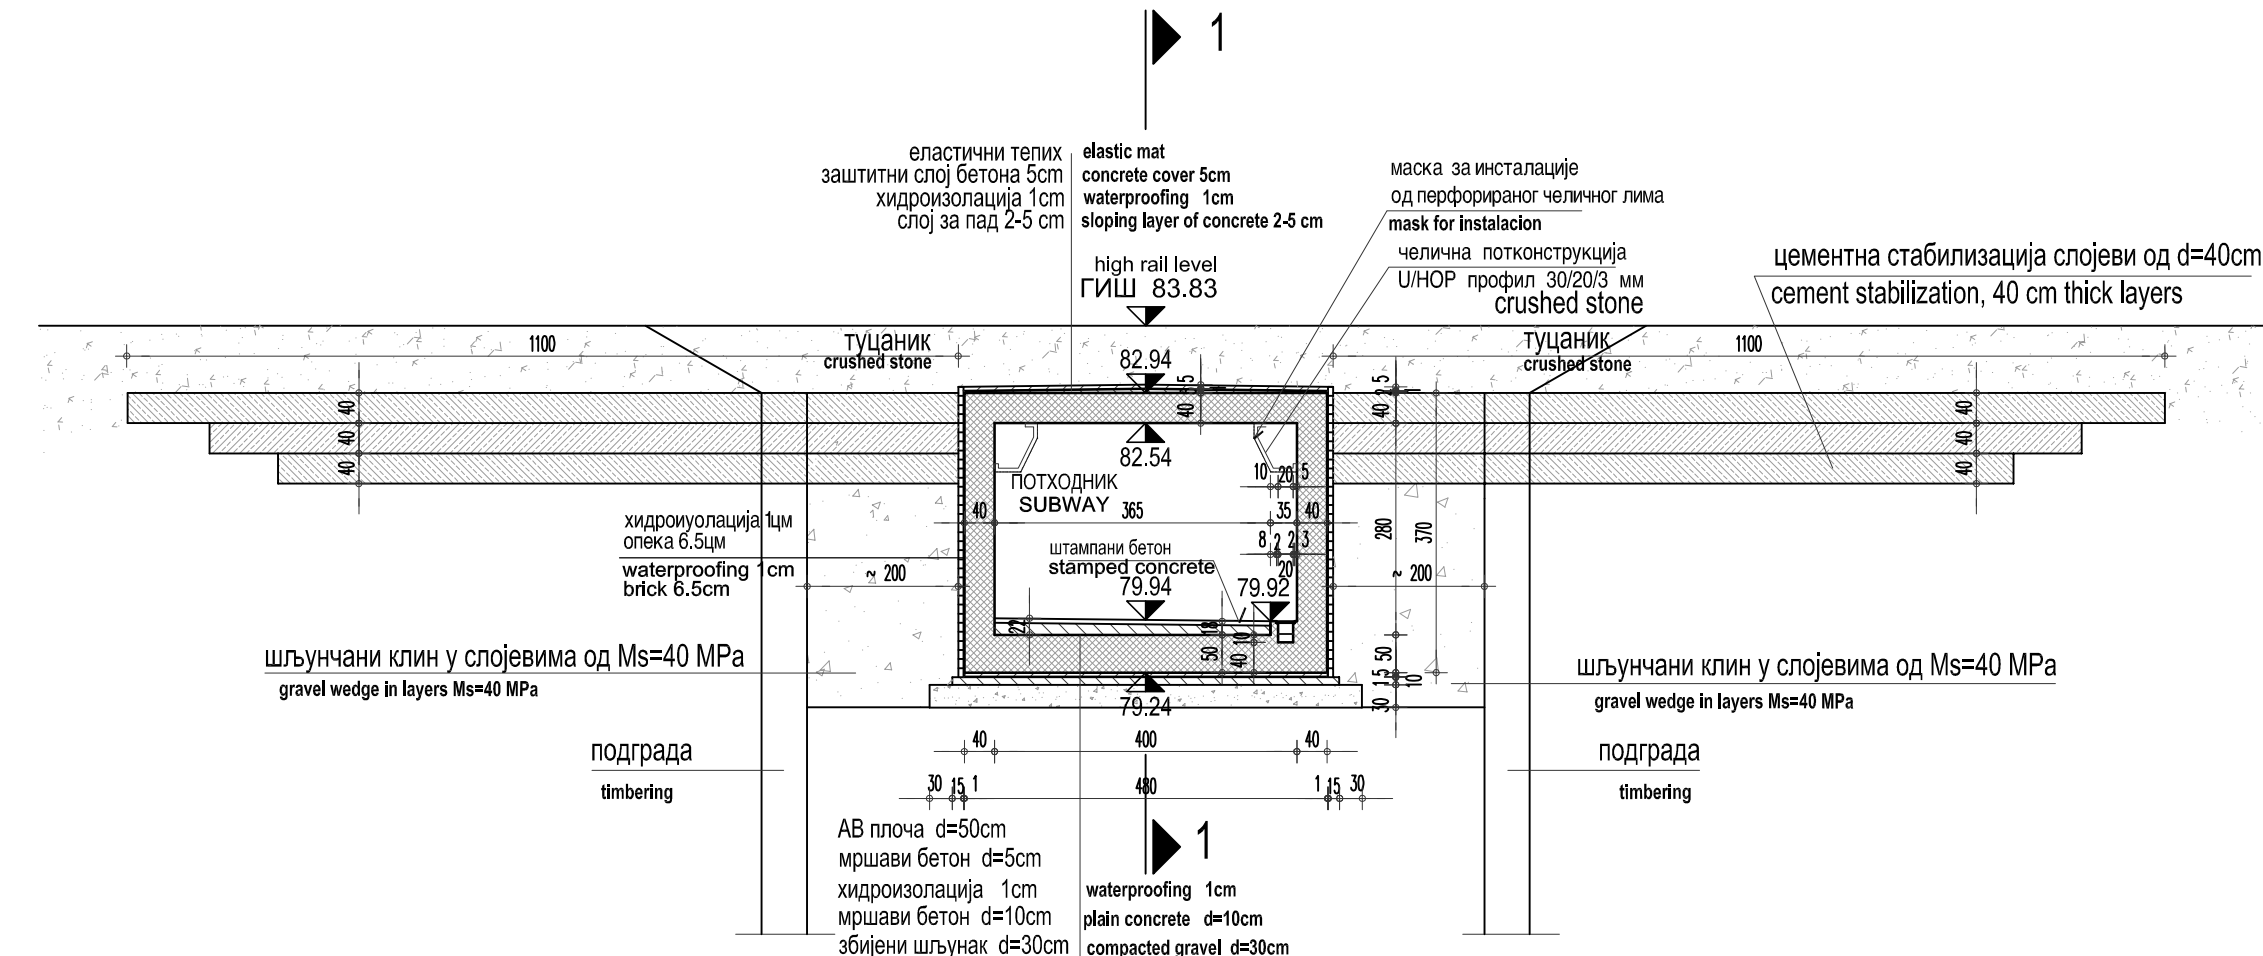 1
еластични тепих
заштитни слој бетона 5cm
хидроизолација 1cm
слој за пад 2-5 cm
elastic mat
concrete cover 5cm
waterproofing 1cm
sloping layer of concrete 2-5 cm
маска за инсталације
од перфорираног челичног лима
mask for instalacion
челична потконструкција
U/HOP профил 30/20/3 мм
crushed stone
цементна стабилизација слојеви од d=40cm
cement stabilization, 40 cm thick layers
high rail level
ГИШ 83.83
1100
туцаник
crushed stone
82.94
туцаник
crushed stone
1100
5
40
5
2
40
40
40
40
40
40
40
82.54
ПОТХОДНИК
SUBWAY
10 20 5
40
365
35 40
280
370
хидроиуолација 1цм
опека 6.5цм
waterproofing 1cm
brick 6.5cm
~ 200
штампани бетон
stamped concrete
8 2 2 3
20
~ 200
79.94
79.92
22
18
10
50
40
50
1 5
10
30
79.24
шљунчани клин у слојевима од Ms=40 MPa
gravel wedge in layers Ms=40 MPa
шљунчани клин у слојевима од Ms=40 MPa
gravel wedge in layers Ms=40 MPa
подграда
timbering
40 400 40
30 15 1 480 1 15 30
подграда
timbering
1
АВ плоча d=50cm
мршави бетон d=5cm
хидроизолација 1cm
мршави бетон d=10cm
збијени шљунак d=30cm
waterproofing 1cm
plain concrete d=10cm
compacted gravel d=30cm